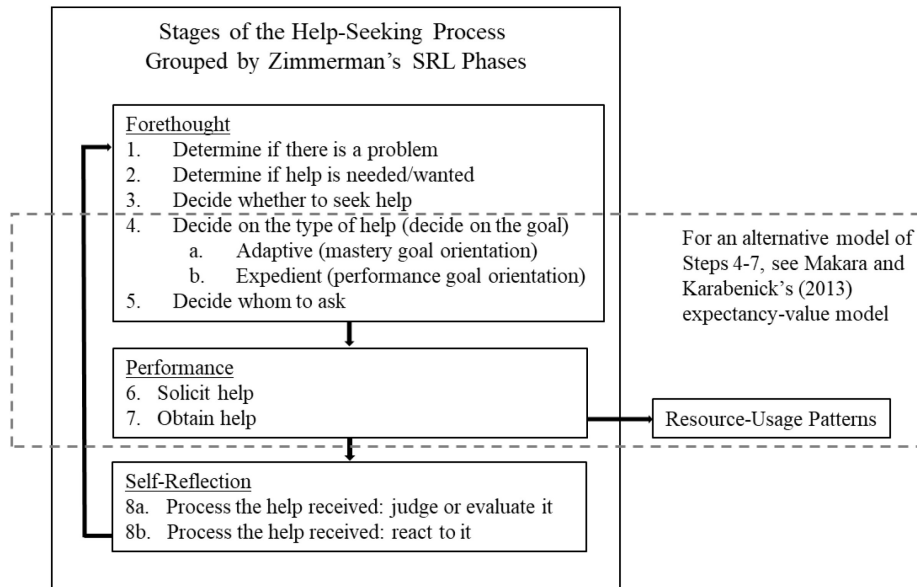 Stages of the Help-Seeking Process
Grouped by Zimmerman’s SRL Phases
Forethought
1. Determine if there is a problem
2. Determine if help is needed/wanted
3. Decide whether to seek help
4. Decide on the type of help (decide on the goal)
a. Adaptive (mastery goal orientation)
b. Expedient (performance goal orientation)
5. Decide whom to ask
For an alternative model of
Steps 4-7, see Makara and
Karabenick’s (2013)
expectancy-value model
Performance
6. Solicit help
7. Obtain help
Resource-Usage Patterns
Self-Reflection
8a. Process the help received: judge or evaluate it
8b. Process the help received: react to it